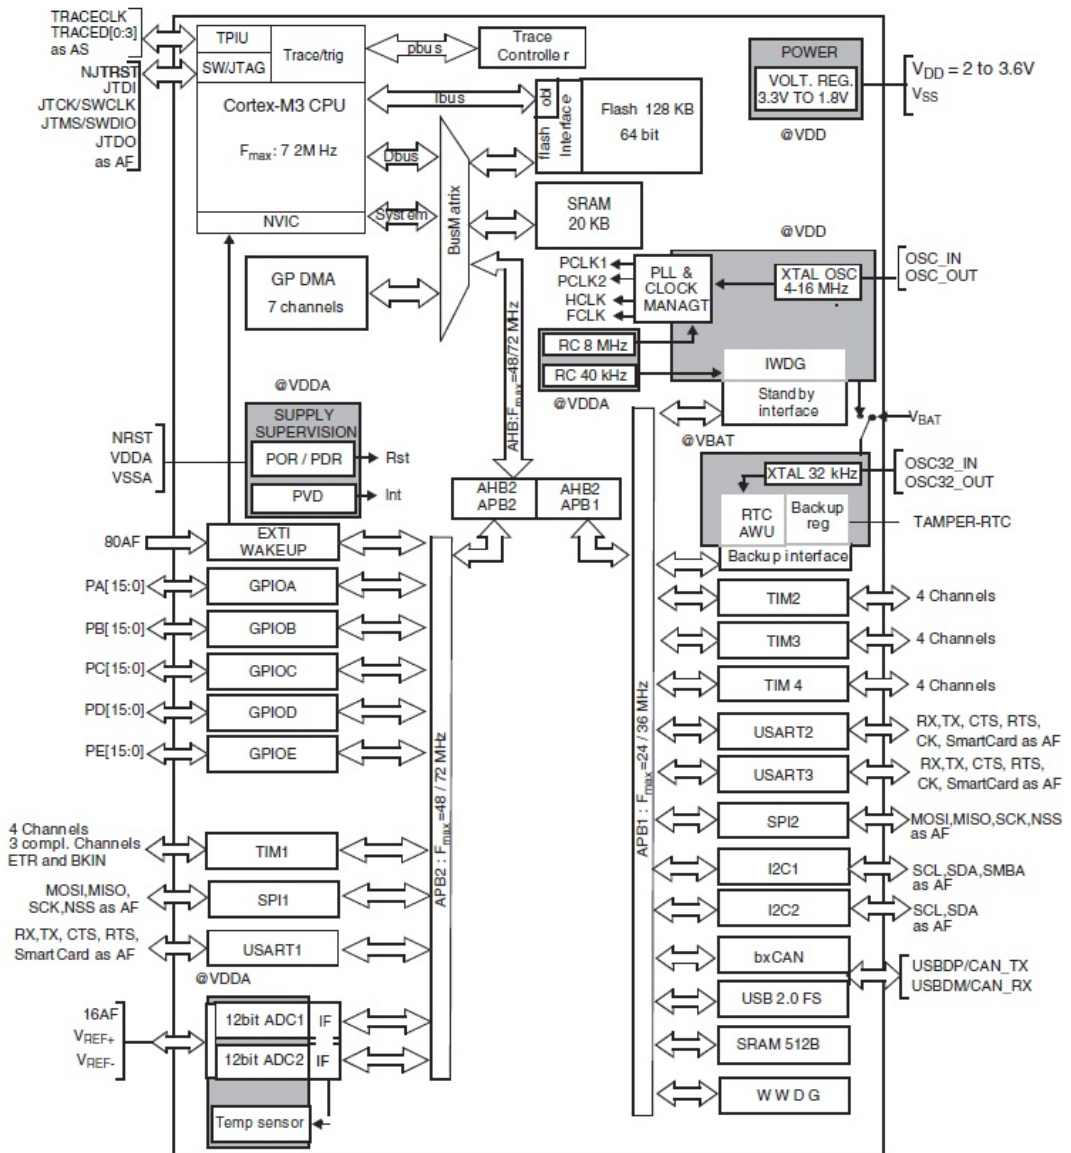 TRACECLK
TRACED[0:3]
as AS
NJTRST
JTDI
JTCK/SWCLK
JTMS/SWDIO
JTDO
as AF
TPIU
SW/JTAG
Trace/trig
Cortex-M3 CPU
Fmax: 7 2M Hz
NVIC
pbus
Trace
Controlle r
Ibus
Dbus
System
BusM atrix
flash obl
Interface
Flash 128 KB
64 bit
SRAM
20 KB
POWER
VOLT. REG.
3.3V TO 1.8V
@VDD
VDD = 2 to 3.6V
VSS
GP DMA
7 channels
@VDD
PCLK1
PCLK2
HCLK
FCLK
PLL &
CLOCK
MANAGT
XTAL OSC
4-16 MHz
OSC_IN
OSC_OUT
RC 8 MHz
RC 40 kHz
@VDDA
IWDG
Stand by
interface
VBAT
@VBAT
AHB:Fmax=48/72 MHz
@VDDA
SUPPLY
SUPERVISION
POR / PDR
PVD
Rst
Int
NRST
VDDA
VSSA
AHB2
APB2
AHB2
APB1
XTAL 32 kHz
OSC32_IN
OSC32_OUT
RTC
AWU
Backup
reg
TAMPER-RTC
Backup interface
80AF
EXTI
WAKEUP
PA[15:0]
GPIOA
PB[15:0]
GPIOB
PC[15:0]
GPIOC
PD[15:0]
GPIOD
PE[15:0]
GPIOE
4 Channels
3 compl. Channels
ETR and BKIN
TIM1
MOSI,MISO,
SCK,NSS as AF
SPI1
RX,TX, CTS, RTS,
SmartCard as AF
USART1
@VDDA
16AF
VREF+
VREF-
12bit ADC1 IF
12bit ADC2 IF
Temp sensor
APB2 : Fmax=48 / 72 MHz
APB1 : Fmax=24 / 36 MHz
TIM2
4 Channels
TIM3
4 Channels
TIM 4
4 Channels
USART2
RX,TX, CTS, RTS,
CK, SmartCard as AF
USART3
RX,TX, CTS, RTS,
CK, SmartCard as AF
SPI2
MOSI,MISO,SCK,NSS
as AF
I2C1
SCL,SDA,SMBA
as AF
I2C2
SCL,SDA
as AF
bxCAN
USBDP/CAN_TX
USBDM/CAN_RX
USB 2.0 FS
SRAM 512B
W W D G